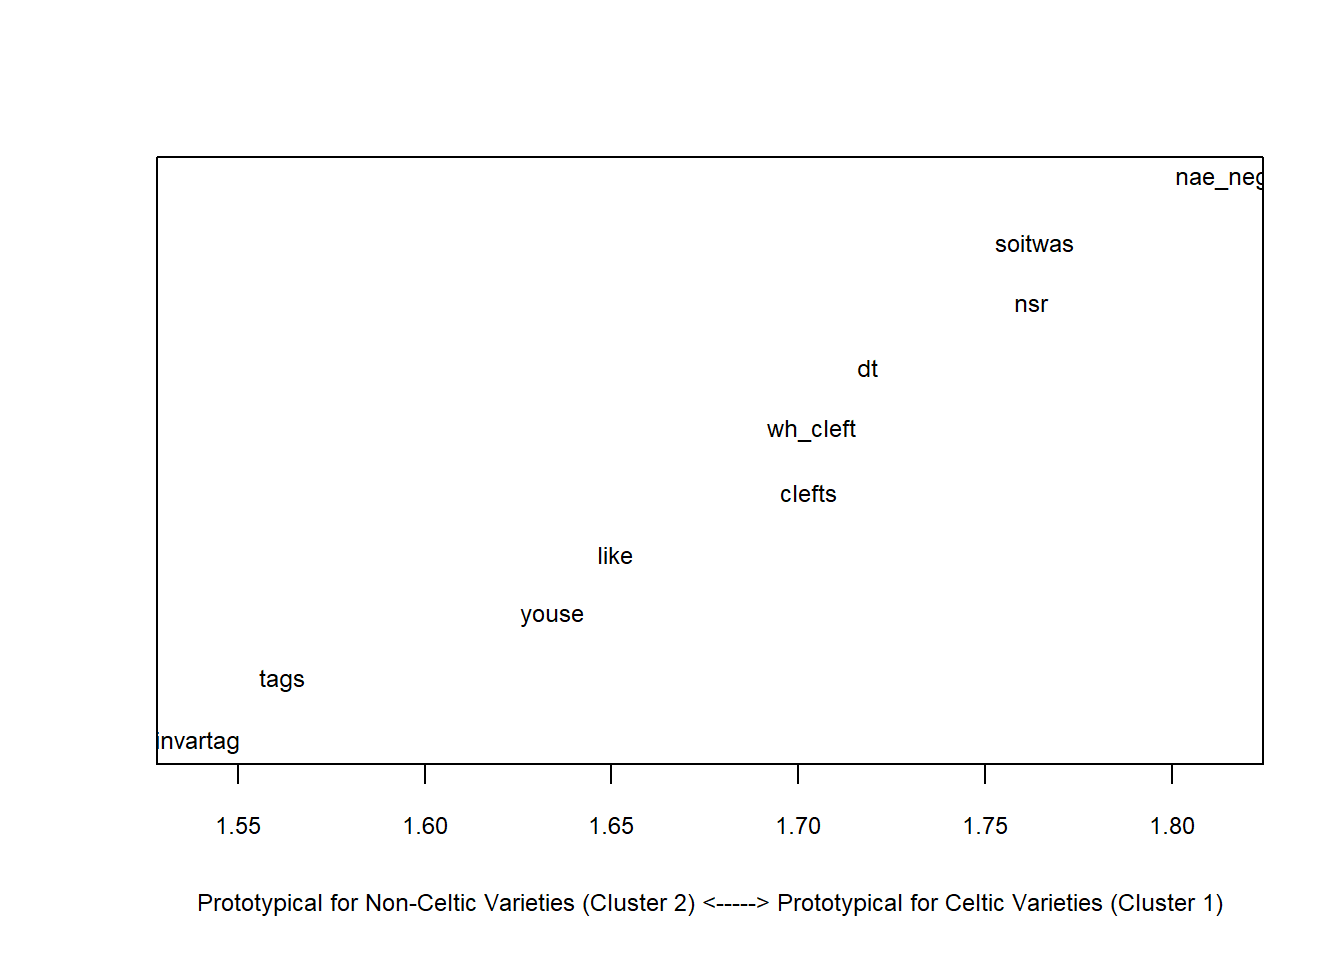 nae_neg
soitwas
nsr
dt
wh_cleft
clefts
like
youse
tags
invartag
1.55 1.60 1.65 1.70 1.75 1.80
Prototypical for Non-Celtic Varieties (Cluster 2) <-----> Prototypical for Celtic Varieties (Cluster 1)